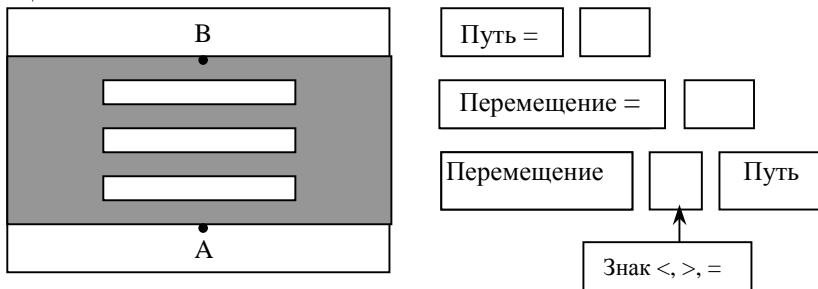 В
А
Путь =
Перемещение =
Перемещение
Путь
Знак <, >, =